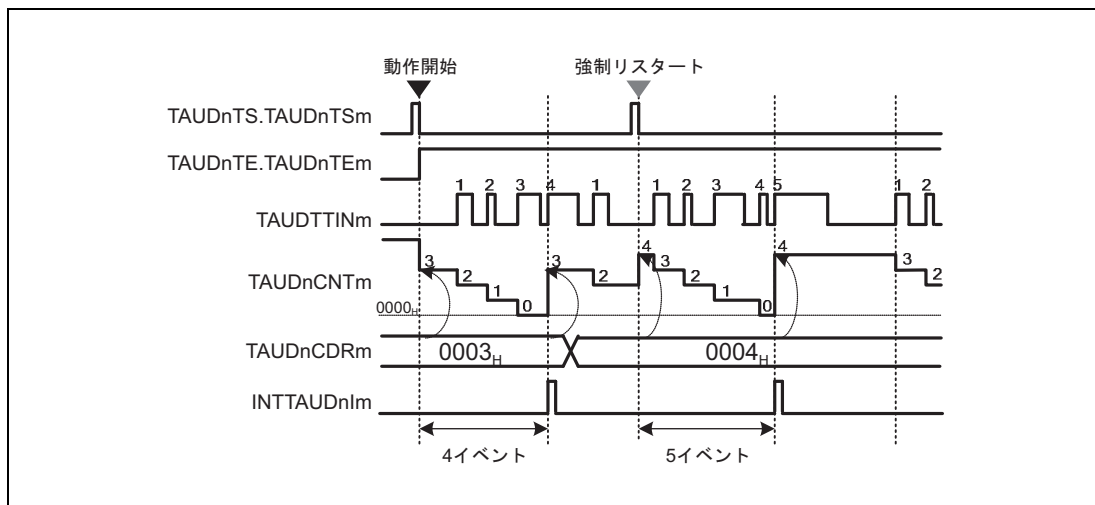 動作開始 強制リスタート
TAUDnTS.TAUDnTSm
TAUDnTE.TAUDnTEm
1 2 3 4 1 1 2 3 4 5 1 2
TAUDTTINm
3 2 1 0 3 2 4 3 2 1 0 4 3 2
TAUDnCNTm
0000H
TAUDnCDRm
0003H 0004H
INTTAUDnIm
4イベント 5イベント